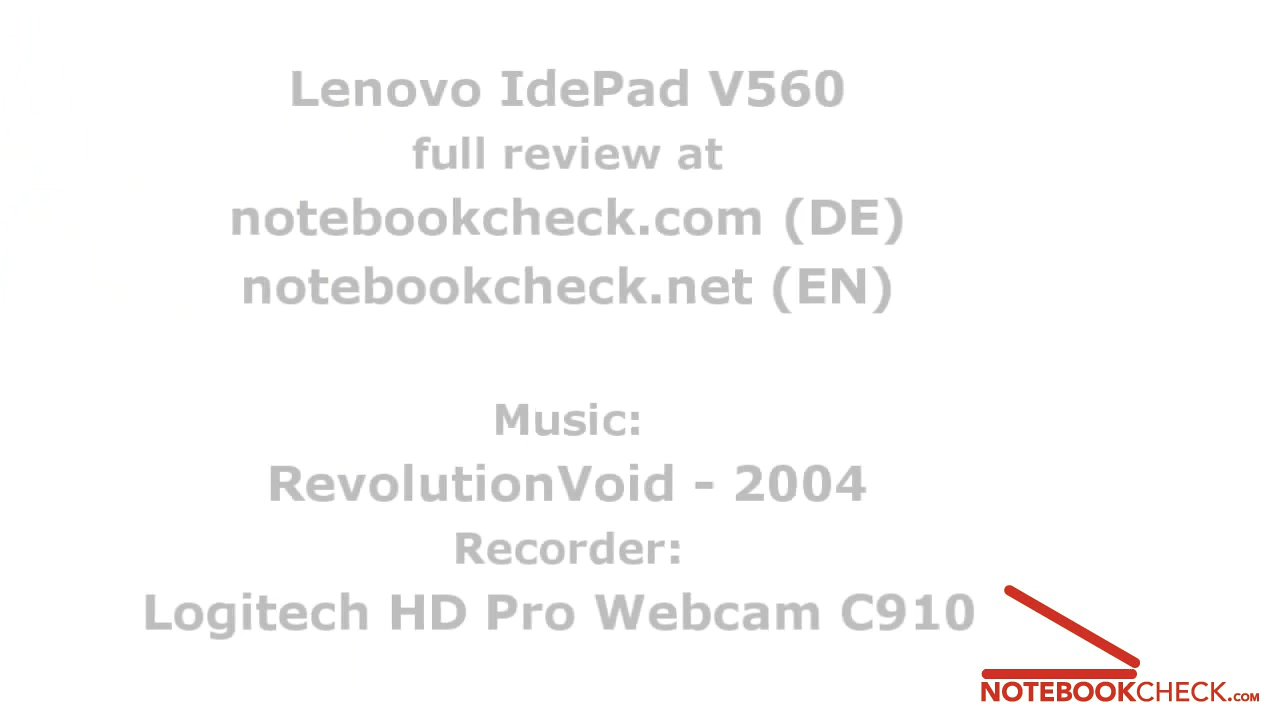 Lenovo IdePad V560
full review at
notebookcheck.com (DE)
notebookcheck.net (EN)
Music:
RevolutionVoid - 2004
Recorder:
Logitech HD Pro Webcam C910
NOTEBOOKCHECK.COM